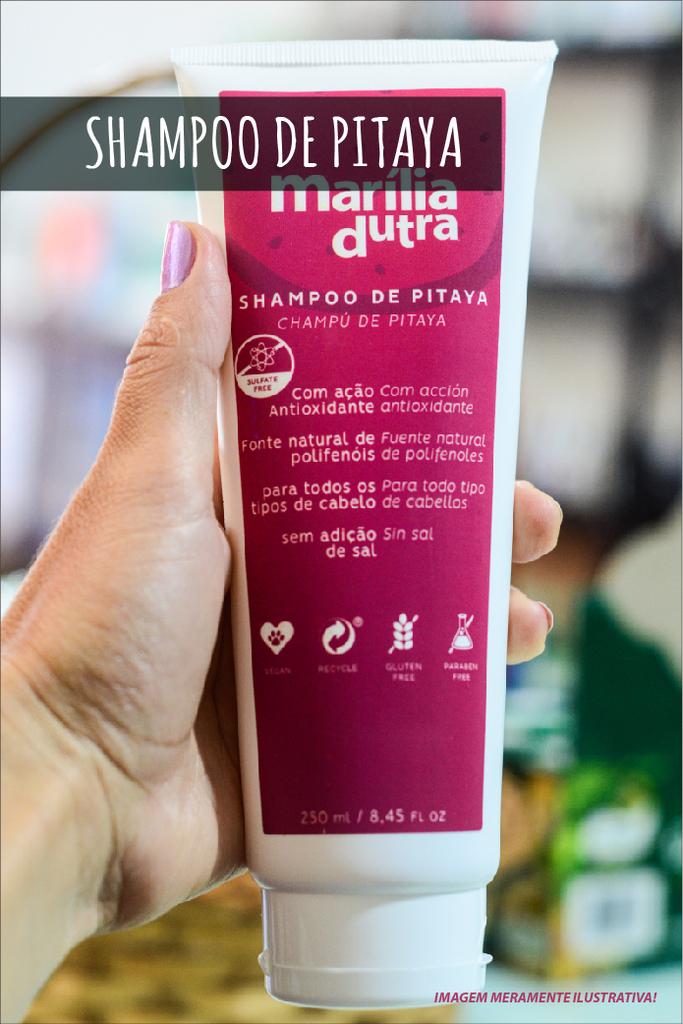 SHAMPOO DE PITAYA
marília
dutra
SHAMPOO DE PITAYA
CHAMPÚ DE PITAYA
SULFATE
FREE
Com ação Com acción
Antioxidante antioxidante
Fonte natural de Fuente natural
polifenóis de polifenoles
para todos os Para todo tipo
tipos de cabelo de cabellos
sem adição Sin sal
de sal
VEGAN RECYCLE ® GLUTEN FREE PARABEN FREE
250 ml / 8,45 FL OZ
IMAGEM MERAMENTE ILUSTRATIVA!